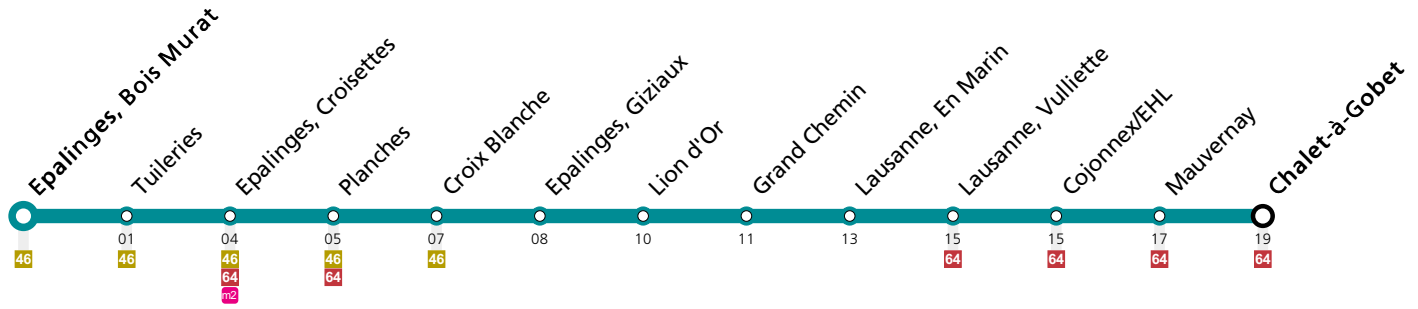 Epalinges, Bois Murat
Tuileries
Epalinges, Croisettes
Planches
Croix Blanche
Epalinges, Giziaux
Lion d'Or
Grand Chemin
Lausanne, En Marin
Lausanne, Vulliette
Cojonnex/EHL
Mauvernay
Chalet-à-Gobet
01 04 05 07 08 10 11 13 15 15 17 19
46 46 46 46 46 64 64 64 64
64 64
m2